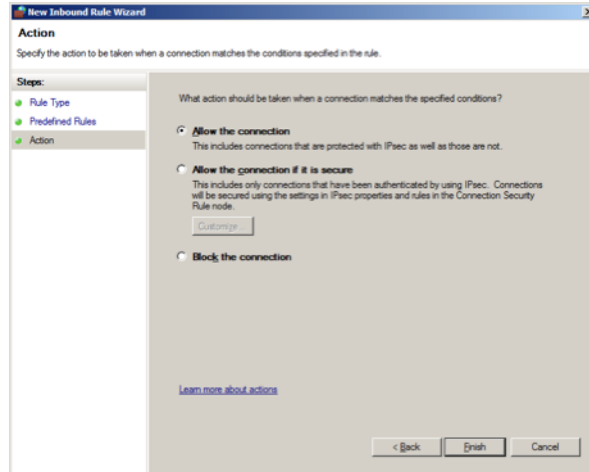 New Inbound Rule Wizard
Action
Specify the action to be taken when a connection matches the conditions specified in the rule.
Steps:
Rule Type
Predefined Rules
Action
What action should be taken when a connection matches the specified conditions?
Allow the connection
This includes connections that are protected with IPsec as well as those are not.
Allow the connection if it is secure
This includes only connections that have been authenticated by using IPsec. Connections
will be secured using the settings in IPsec properties and rules in the Connection Security
Rule node.
Customize...
Block the connection
Learn more about actions
< Back
Finish
Cancel